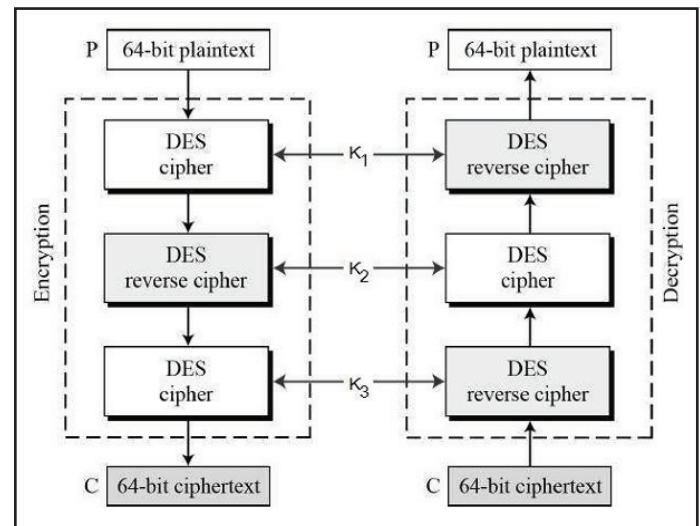 P 64-bit plaintext
P 64-bit plaintext
Encryption
DES
cipher
K1
DES
reverse cipher
DES
reverse cipher
K2
DES
cipher
DES
cipher
K3
DES
reverse cipher
Decryption
C 64-bit ciphertext
C 64-bit ciphertext